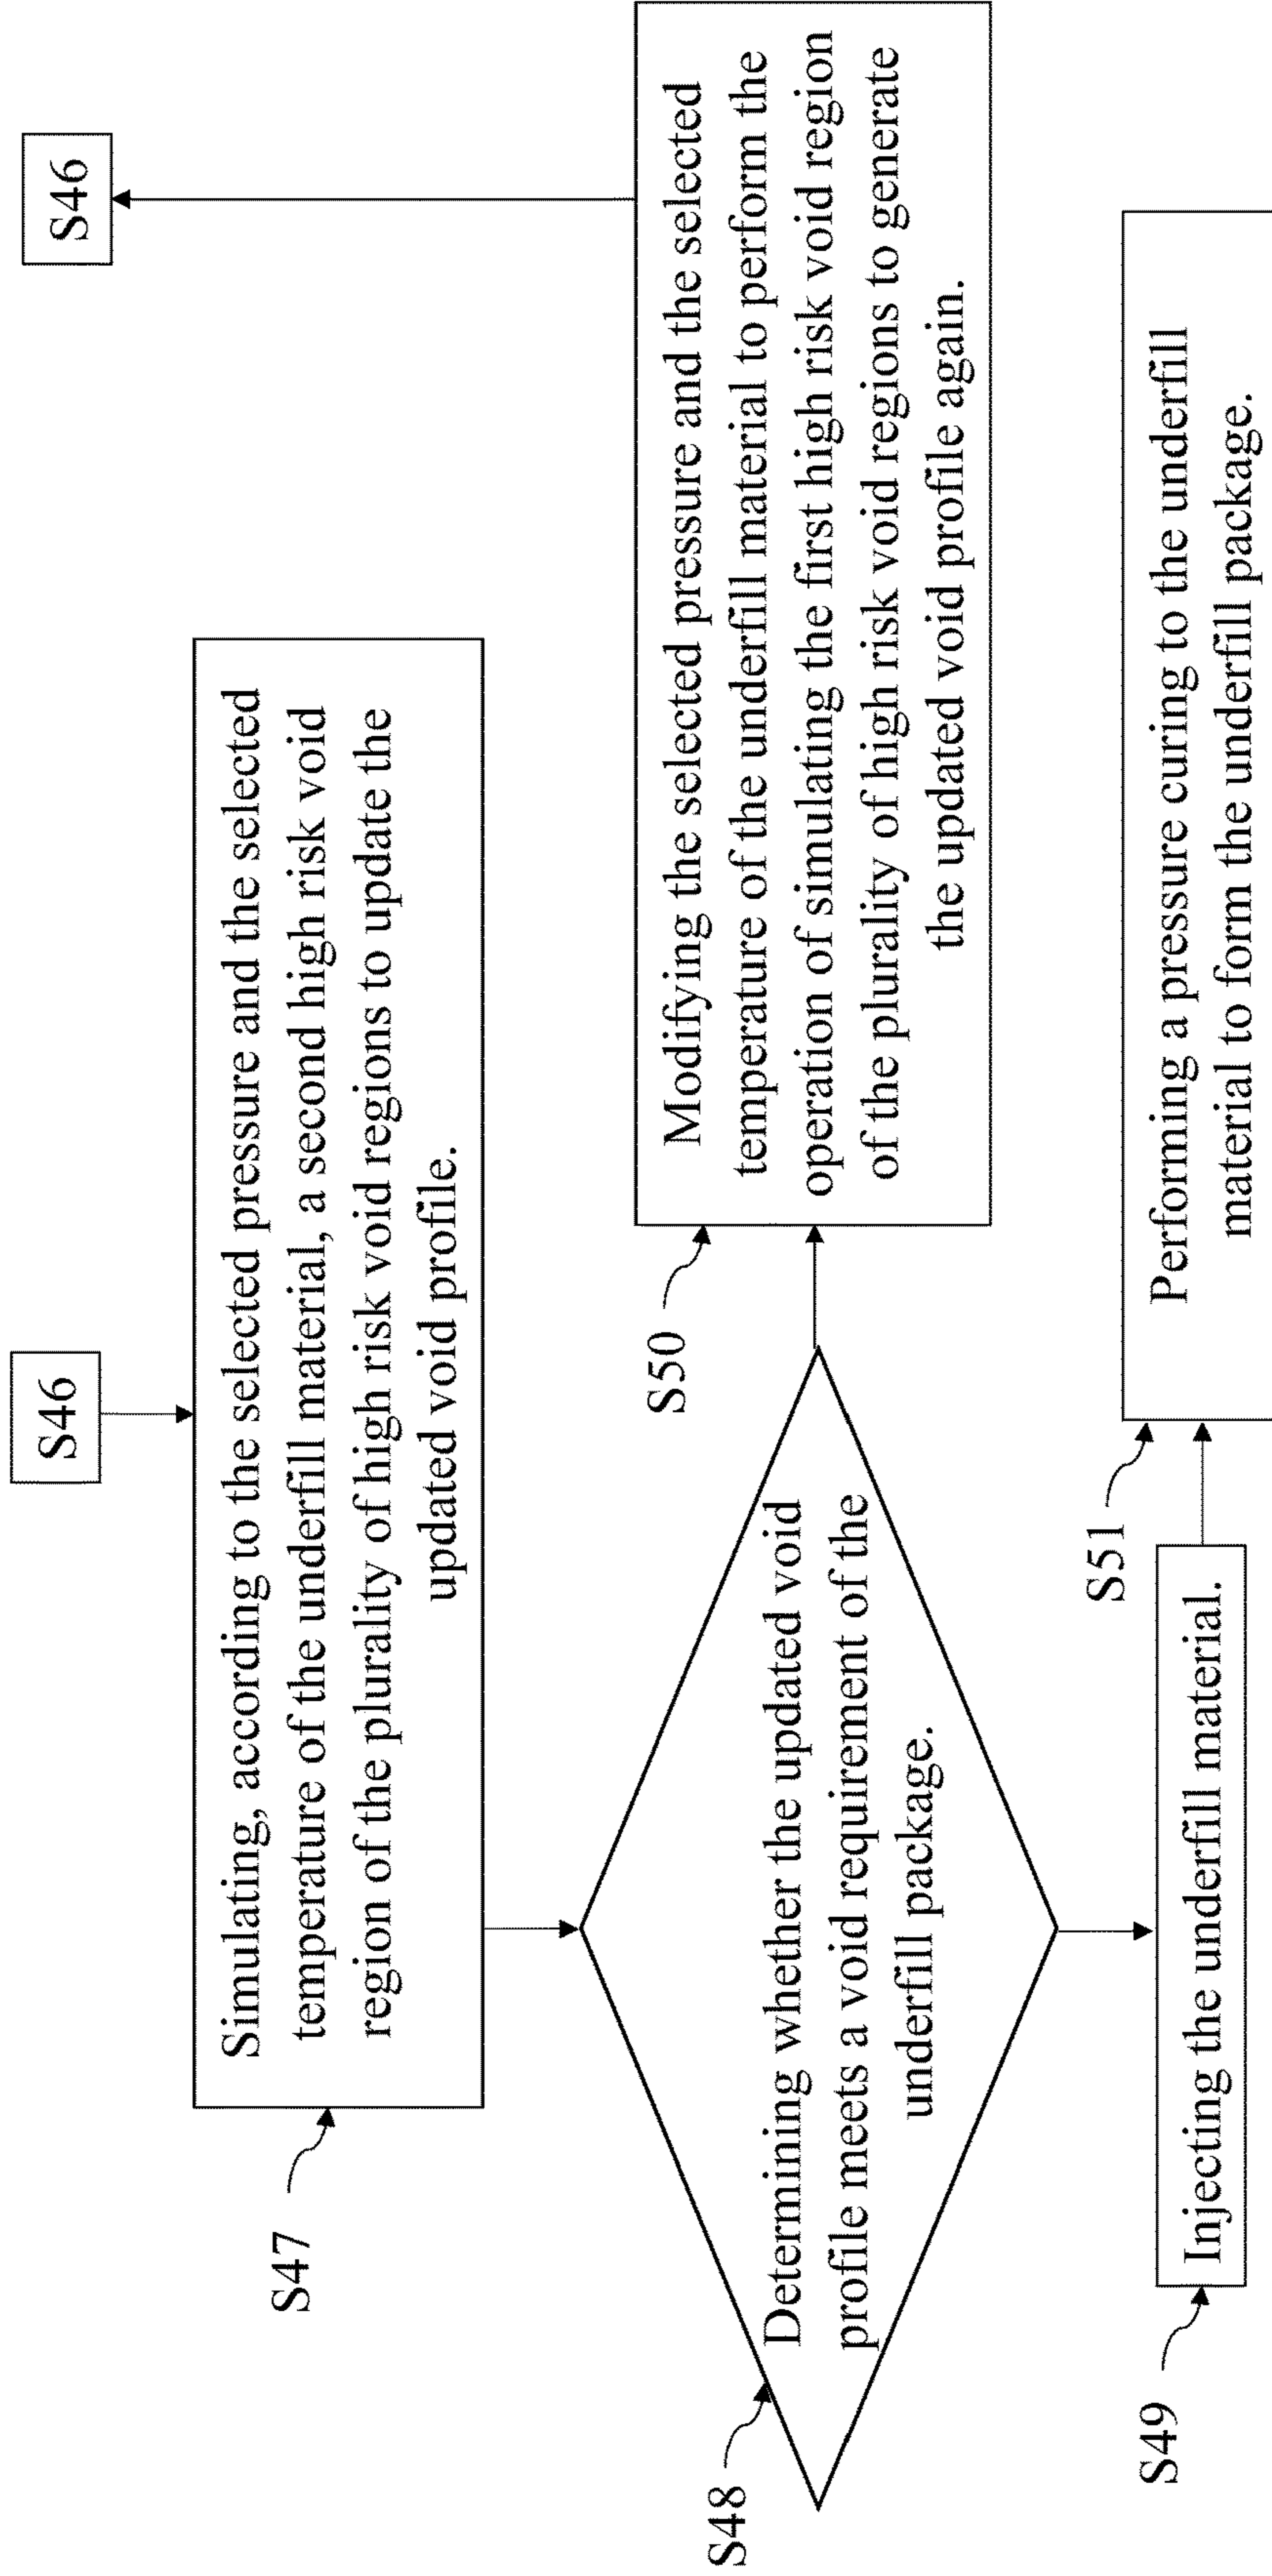 S46
S46
S47
Simulating, according to the selected pressure and the selected
temperature of the underfill material, a second high risk void
region of the plurality of high risk void regions to update the
updated void profile.
S48
Determining whether the updated void
profile meets a void requirement of the
underfill package.
S50
Modifying the selected pressure and the selected
temperature of the underfill material to perform the
operation of simulating the first high risk void region
of the plurality of high risk void regions to generate
the updated void profile again.
S49
Injecting the underfill material.
S51
Performing a pressure curing to the underfill
material to form the underfill package.